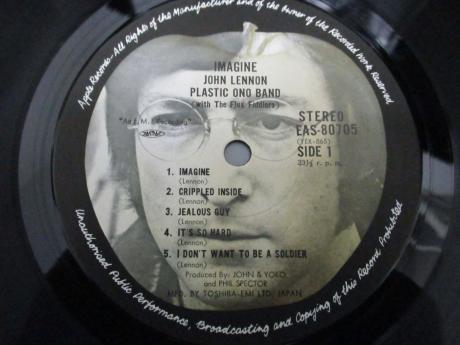 Apple Records - All Rights of the Manufacturer and of the Owner of the Recorded Work Reserved
IMAGINE
JOHN LENNON
PLASTIC ONO BAND
(with The Flux Fiddlers)
STEREO
EAS-80705
(YEX-865)
SIDE 1
33⅓ r. p. m.
"An E. M. I. Recording"
1. IMAGINE
(Lennon)
2. CRIPPLED INSIDE
(Lennon)
3. JEALOUS GUY
(Lennon)
4. IT'S SO HARD
(Lennon)
5. I DON'T WANT TO BE A SOLDIER
(Lennon)
Produced By: JOHN & YOKO
and
PHIL SPECTOR
MFD. BY TOSHIBA-EMI LTD. JAPAN
Unauthorised Public Performance, Broadcasting and Copying of this Record Prohibited